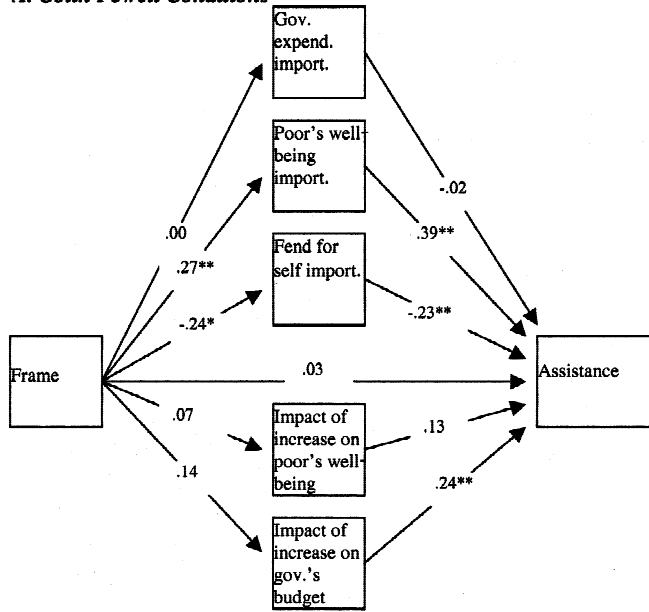 Gov.
expend.
import.
Poor's well-
being
import.
-.02
.00
.39**
Fend for
self import.
.27**
-.24*
-.23**
Frame
.03
Assistance
.07
Impact of
increase on
poor's well-
being
.13
.14
.24**
Impact of
increase on
gov.'s
budget